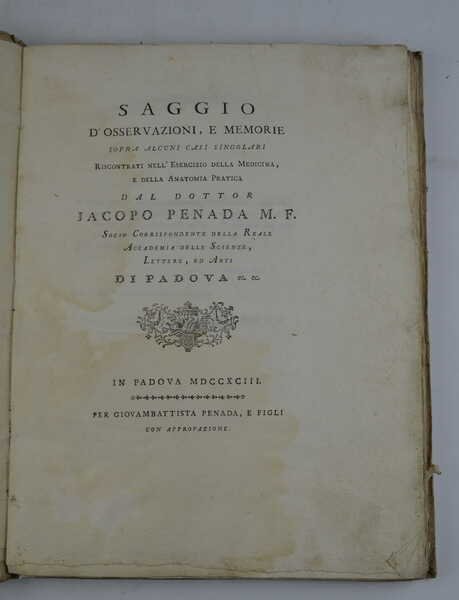 SAGGIO
D'OSSERVAZIONI, E MEMORIE
SOPRA ALCUNI CASI SINGOLARI
RISCONTRATI NELL'ESERCIZIO DELLA MEDICINA,
E DELLA ANATOMIA PRATICA
DAL DOTTOR
JACOPO PENADA M. F.
SOCIO CORRISPONDENTE DELLA REALE
ACCADEMIA DELLE SCIENZE,
LETTERE, ED ARTI
DI PADOVA &c. &c.
IN PADOVA MDCCXCIII.
PER GIOVAMBATTISTA PENADA, E FIGLI
CON APPROVAZIONE.